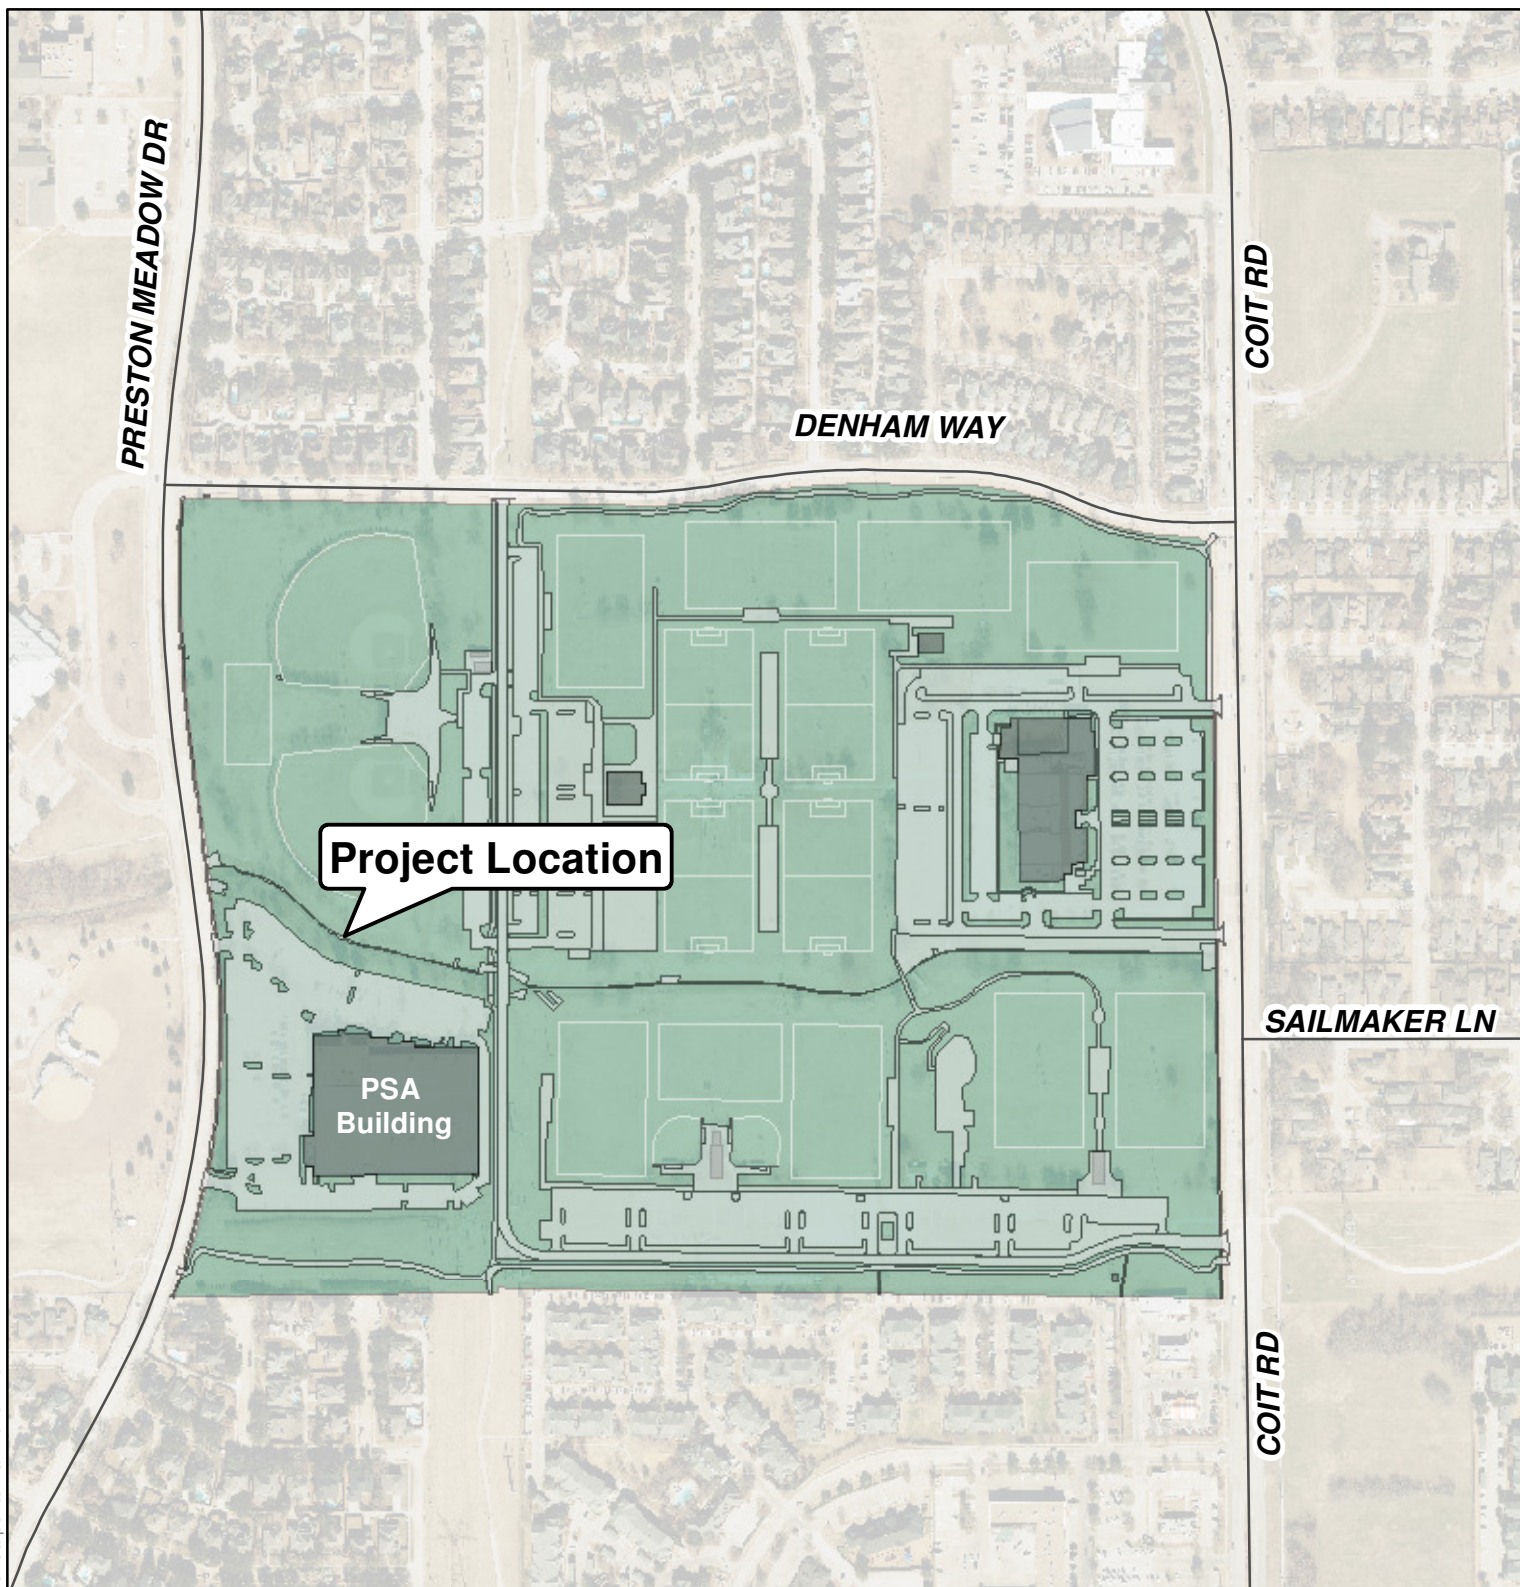 PRESTON MEADOW DR
COIT RD
DENHAM WAY
Project Location
SAILMAKER LN
PSA
Building
COIT RD